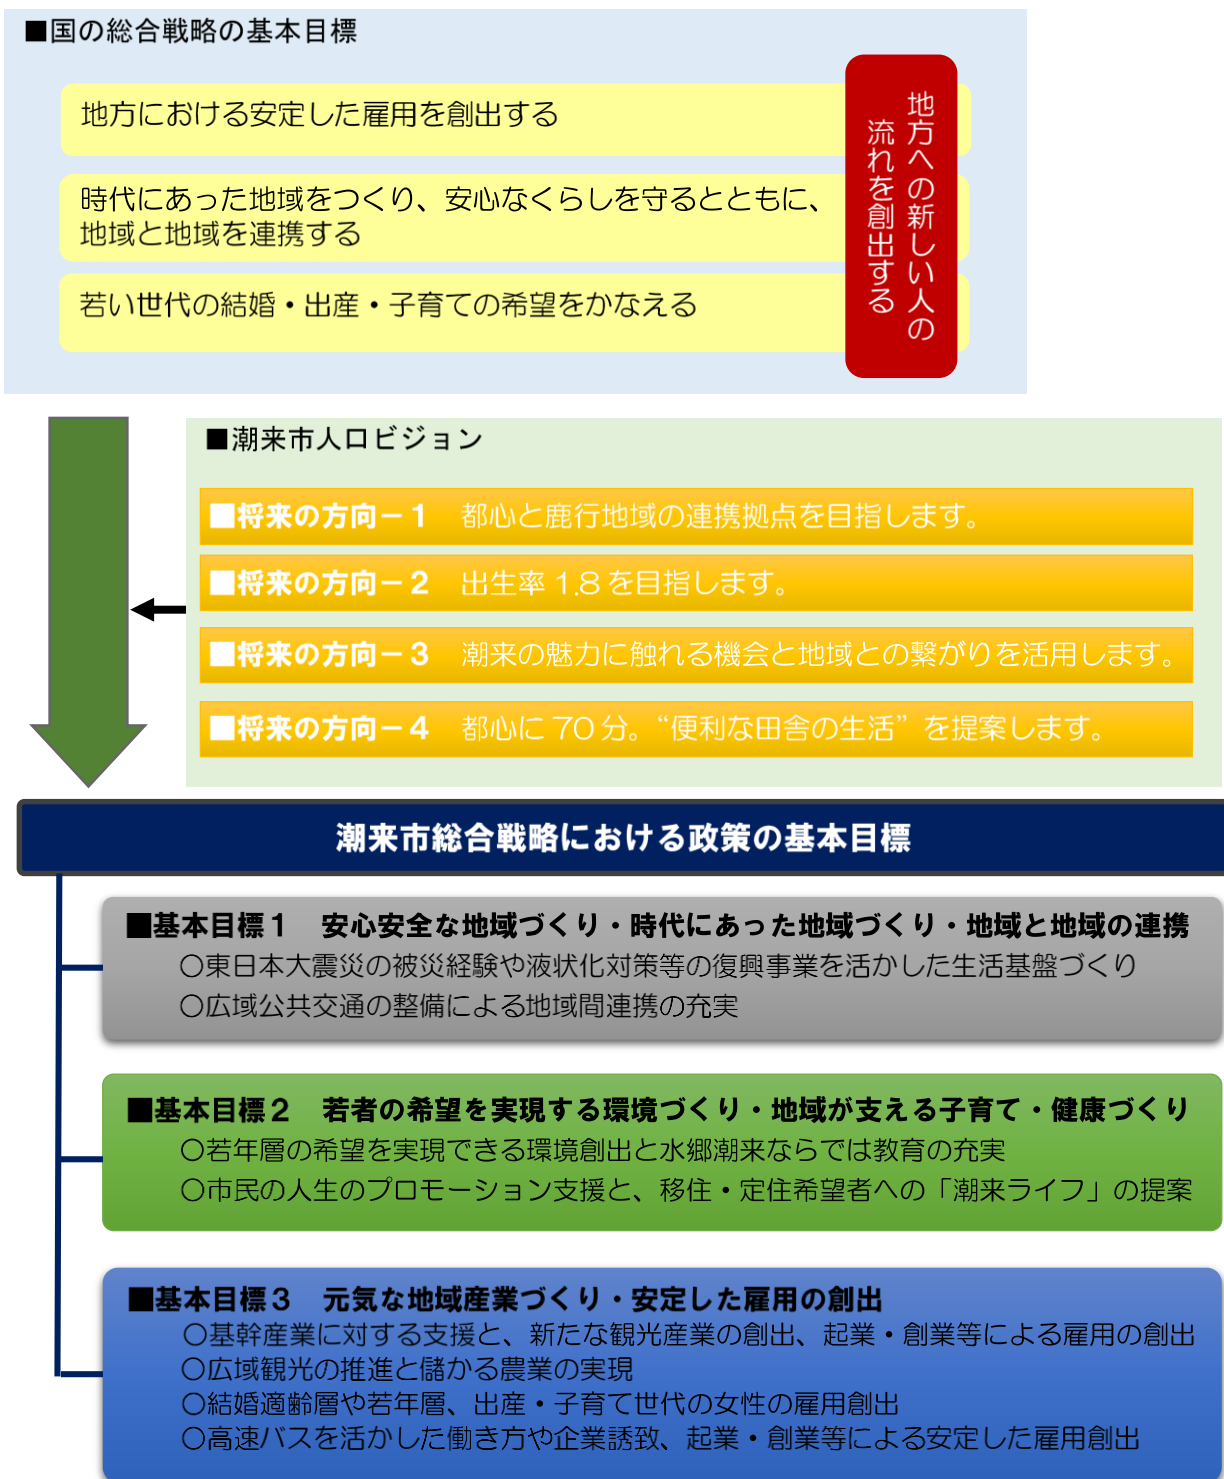 ■国の総合戦略の基本目標
地方における安定した雇用を創出する
時代にあった地域をつくり、安心なくらしを守るとともに、
地域と地域を連携する
若い世代の結婚・出産・子育ての希望をかなえる
地方への新しい人の
流れを創出する
■潮来市人口ビジョン
■将来の方向－1　都心と鹿行地域の連携拠点を目指します。
■将来の方向－2　出生率 1.8 を目指します。
■将来の方向－3　潮来の魅力に触れる機会と地域との繋がりを活用します。
■将来の方向－4　都心に 70 分。“便利な田舎の生活”を提案します。
潮来市総合戦略における政策の基本目標
■基本目標１　安心安全な地域づくり・時代にあった地域づくり・地域と地域の連携
○東日本大震災の被災経験や液状化対策等の復興事業を活かした生活基盤づくり
○広域公共交通の整備による地域間連携の充実
■基本目標２　若者の希望を実現する環境づくり・地域が支える子育て・健康づくり
○若年層の希望を実現できる環境創出と水郷潮来ならでは教育の充実
○市民の人生のプロモーション支援と、移住・定住希望者への「潮来ライフ」の提案
■基本目標３　元気な地域産業づくり・安定した雇用の創出
○基幹産業に対する支援と、新たな観光産業の創出、起業・創業等による雇用の創出
○広域観光の推進と儲かる農業の実現
○結婚適齢層や若年層、出産・子育て世代の女性の雇用創出
○高速バスを活かした働き方や企業誘致、起業・創業等による安定した雇用創出